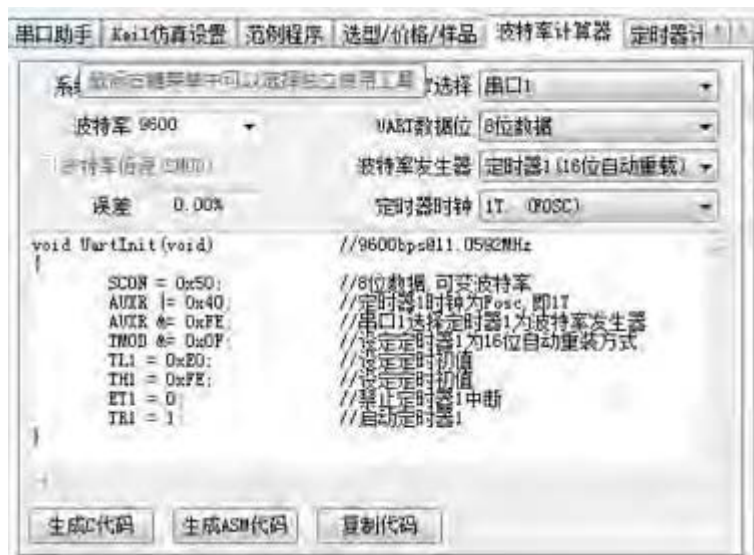 串口助手 Keil仿真设置 范例程序 选型/价格/样品 波特率计算器 定时器计
系 择 串口1
波特率 9600 UART数据位 8位数据
波特率倍速(SMOD) 波特率发生器 定时器1(16位自动重载)
误差 0.00% 定时器时钟 1T (FOSC)
void UartInit(void) //9600bps@11.0592MHz
{
SCON = 0x50; //8位数据,可变波特率
AUXR |= 0x40; //定时器1时钟为Fosc,即1T
AUXR &= 0xFE; //串口1选择定时器1为波特率发生器
TMOD &= 0x0F; //设定定时器1为16位自动重装方式
TL1 = 0xE0; //设定定时初值
TH1 = 0xFE; //设定定时初值
ET1 = 0; //禁止定时器1中断
TR1 = 1; //启动定时器1
}
生成C代码 生成ASM代码 复制代码